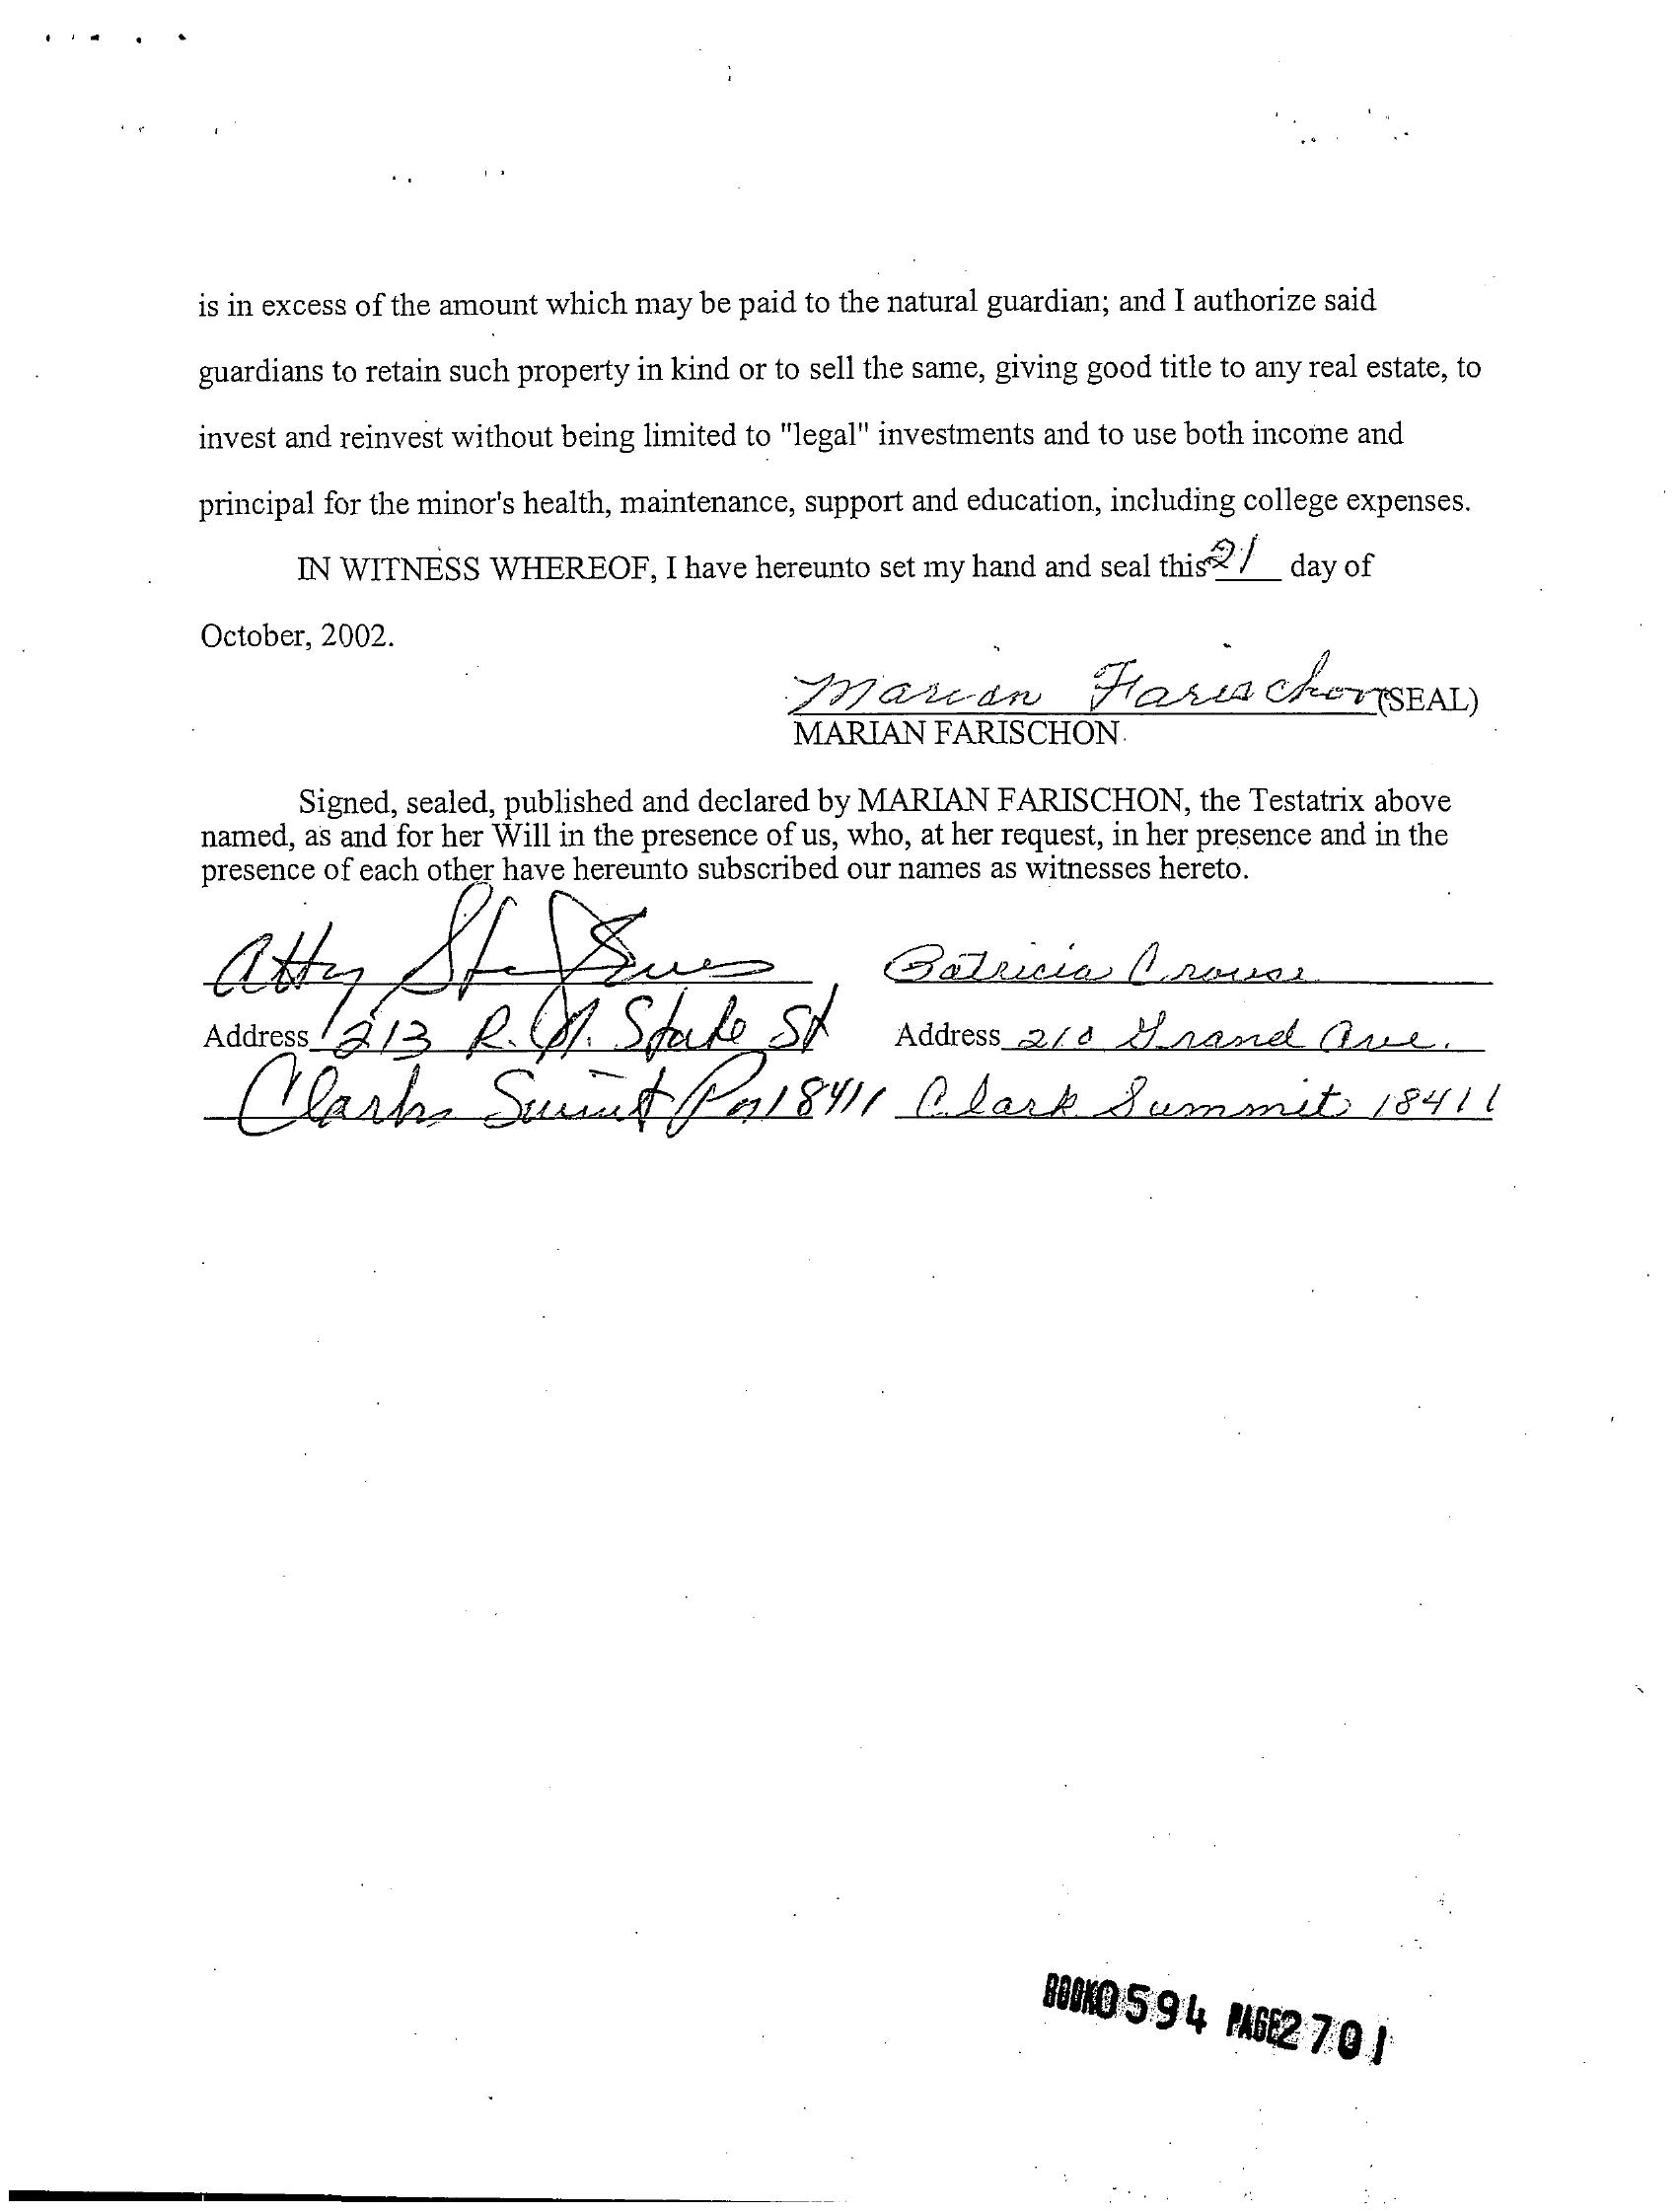 is in excess of the amount which may be paid to the natural guardian; and I authorize said
guardians to retain such property in kind or to sell the same, giving good title to any real estate, to
invest and reinvest without being limited to "legal" investments and to use both income and
principal for the minor's health, maintenance, support and education, including college expenses.
IN WITNESS WHEREOF, I have hereunto set my hand and seal this 21 day of
October, 2002.
Marian Farischon (SEAL)
MARIAN FARISCHON
Signed, sealed, published and declared by MARIAN FARISCHON, the Testatrix above
named, as and for her Will in the presence of us, who, at her request, in her presence and in the
presence of each other have hereunto subscribed our names as witnesses hereto.
Atty
Patricia Crouse
Address 213 R. State St
Address 210 Grand Ave.
Clarks Summit Pa 18411
Clark Summit 18411
BOOK0594 PAGE2701